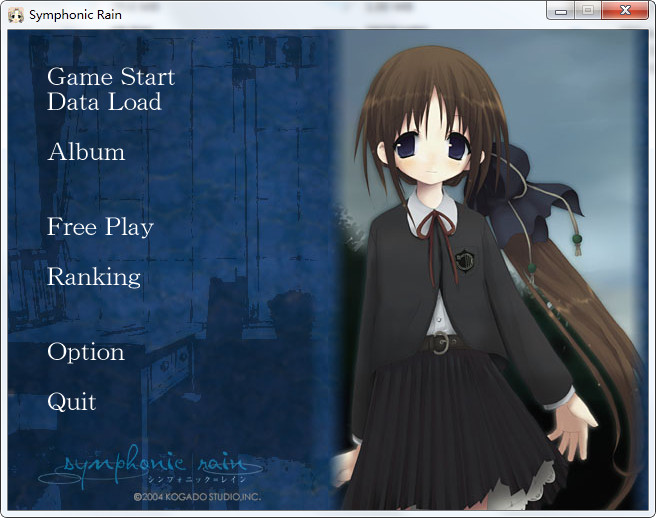 Symphonic Rain
Game Start
Data Load
Album
Free Play
Ranking
Option
Quit
symphonic rain
シンフォニック=レイン
©2004 KOGADO STUDIO,INC.